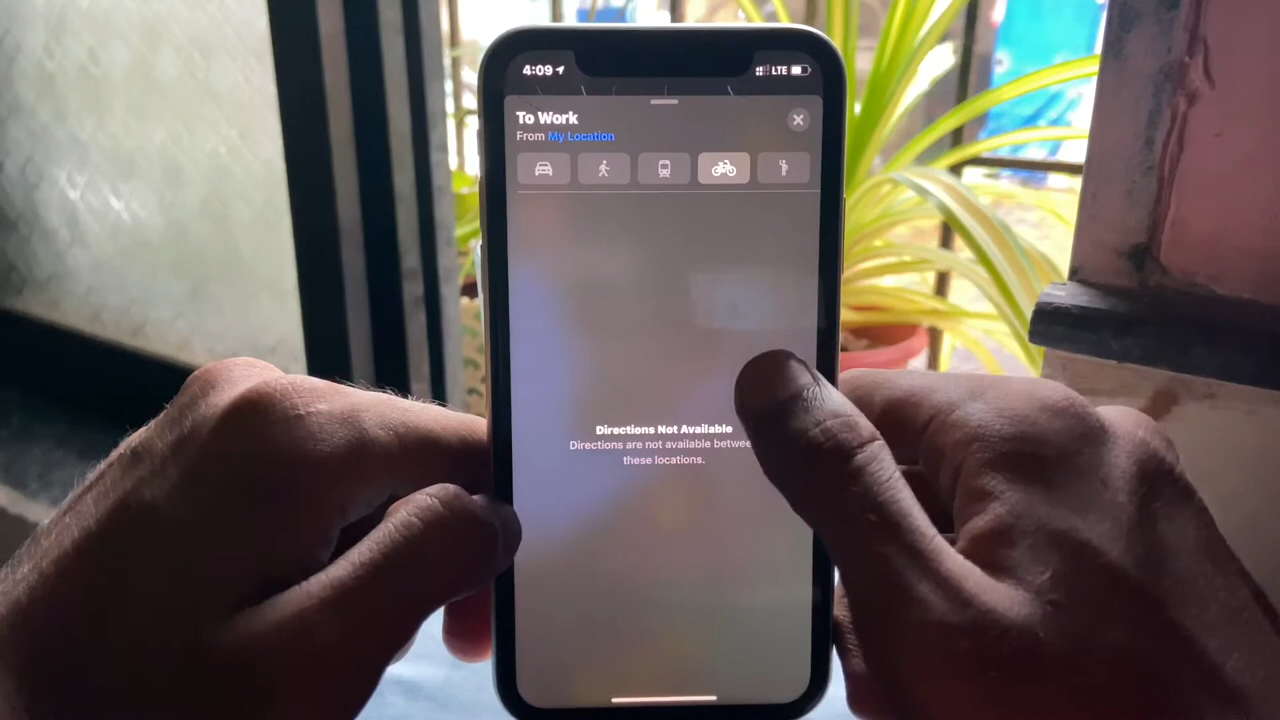 4:09 LTE
To Work
From My Location
Directions Not Available
Directions are not available betwee
these locations.